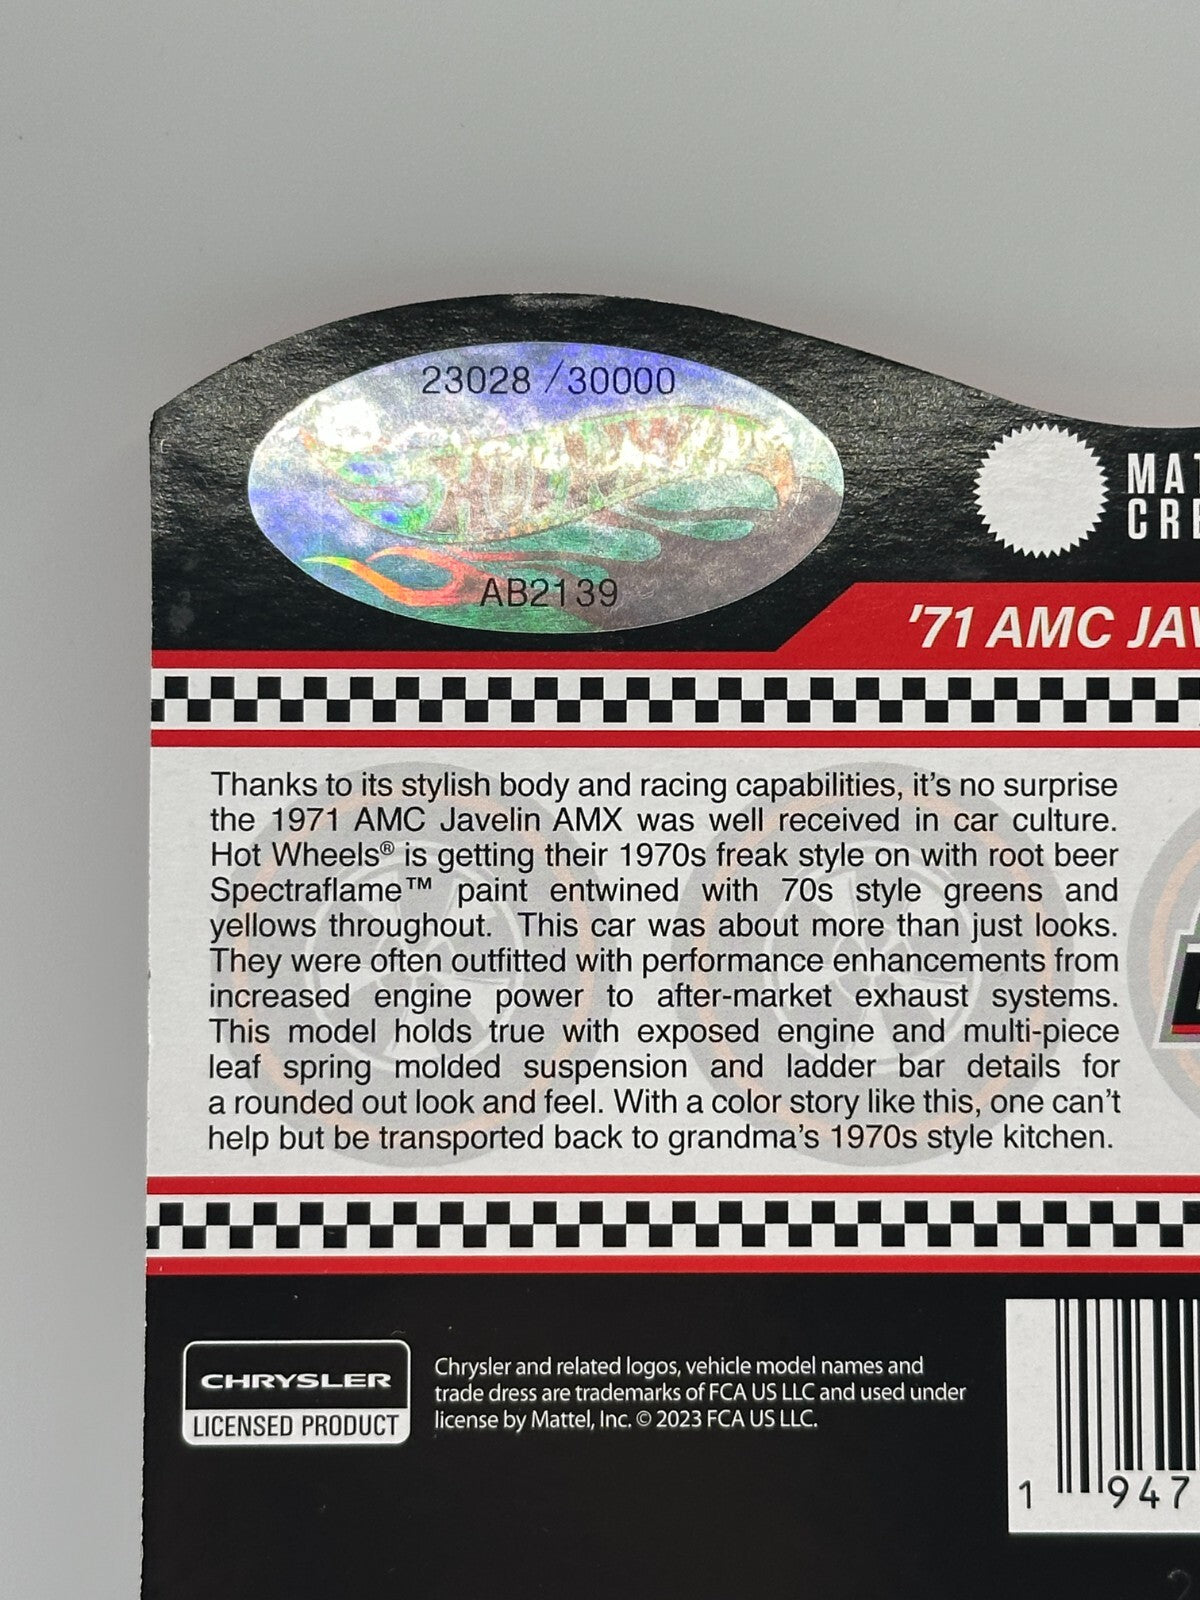 23028 /30000
AB2139
MAT
CRE
'71 AMC JAV
Thanks to its stylish body and racing capabilities, it's no surprise
the 1971 AMC Javelin AMX was well received in car culture.
Hot Wheels® is getting their 1970s freak style on with root beer
Spectraflame™ paint entwined with 70s style greens and
yellows throughout. This car was about more than just looks.
They were often outfitted with performance enhancements from
increased engine power to after-market exhaust systems.
This model holds true with exposed engine and multi-piece
leaf spring molded suspension and ladder bar details for
a rounded out look and feel. With a color story like this, one can't
help but be transported back to grandma's 1970s style kitchen.
CHRYSLER
LICENSED PRODUCT
Chrysler and related logos, vehicle model names and
trade dress are trademarks of FCA US LLC and used under
license by Mattel, Inc. © 2023 FCA US LLC.
1 947